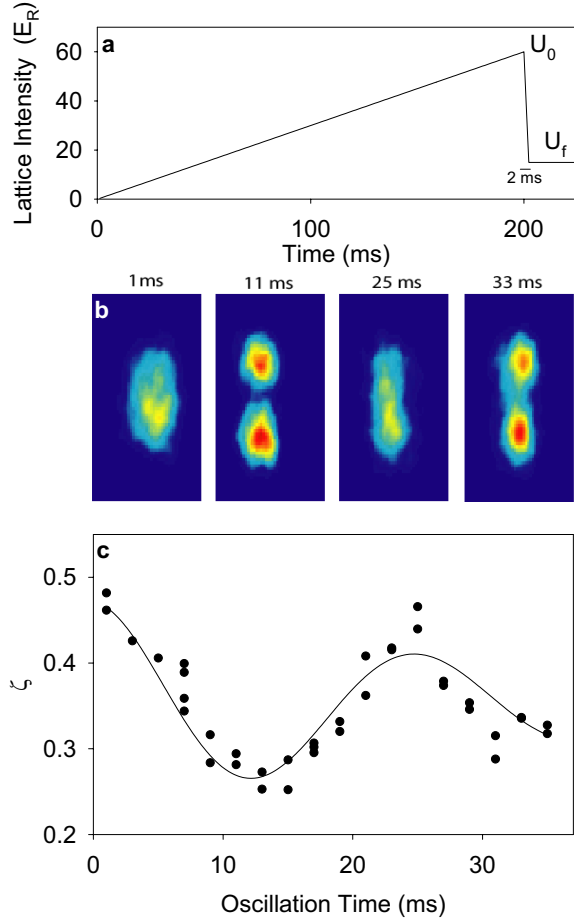 a
U₀
U_f
2 ms
Lattice Intensity (E_R)
60
40
20
0
0 100 200
Time (ms)
1ms 11 ms 25 ms 33 ms
b
c
ζ
0.5
0.4
0.3
0.2
0 10 20 30
Oscillation Time (ms)